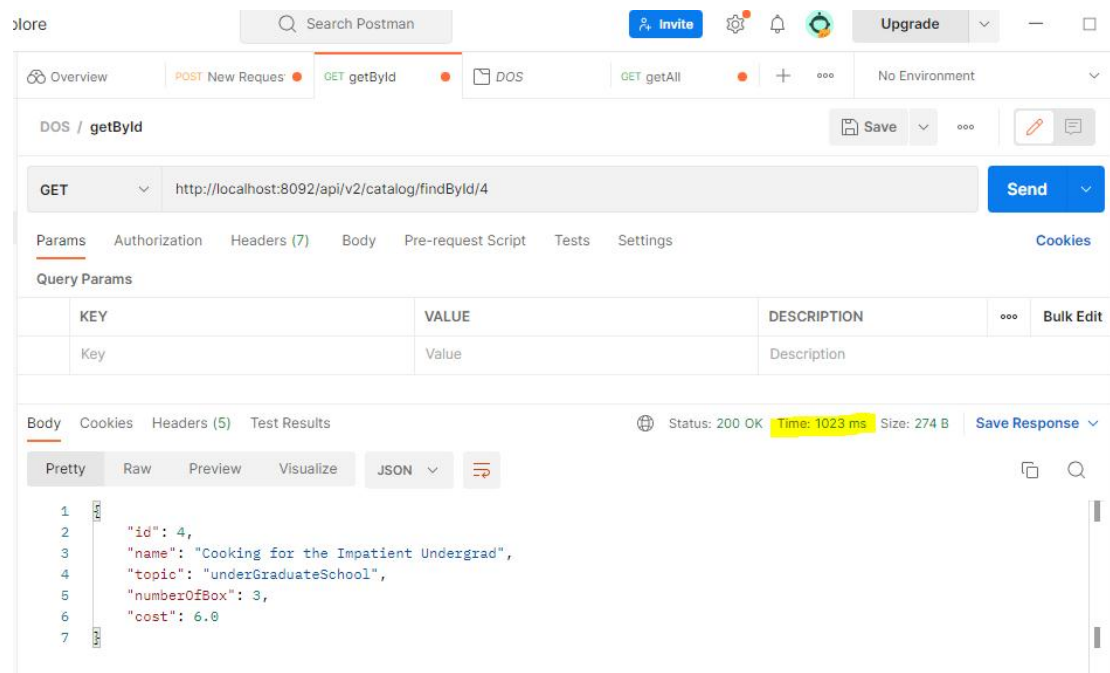 plore
Search Postman
Invite
Upgrade
Overview
POST New Reques
GET getById
DOS
GET getAll
No Environment
DOS / getById
Save
GET
http://localhost:8092/api/v2/catalog/findById/4
Send
Params Authorization Headers (7) Body Pre-request Script Tests Settings Cookies
Query Params
KEY VALUE DESCRIPTION Bulk Edit
Key Value Description
Body Cookies Headers (5) Test Results Status: 200 OK Time: 1023 ms Size: 274 B Save Response
Pretty Raw Preview Visualize JSON
1 {
2 "id": 4,
3 "name": "Cooking for the Impatient Undergrad",
4 "topic": "underGraduateSchool",
5 "numberOfBox": 3,
6 "cost": 6.0
7 }